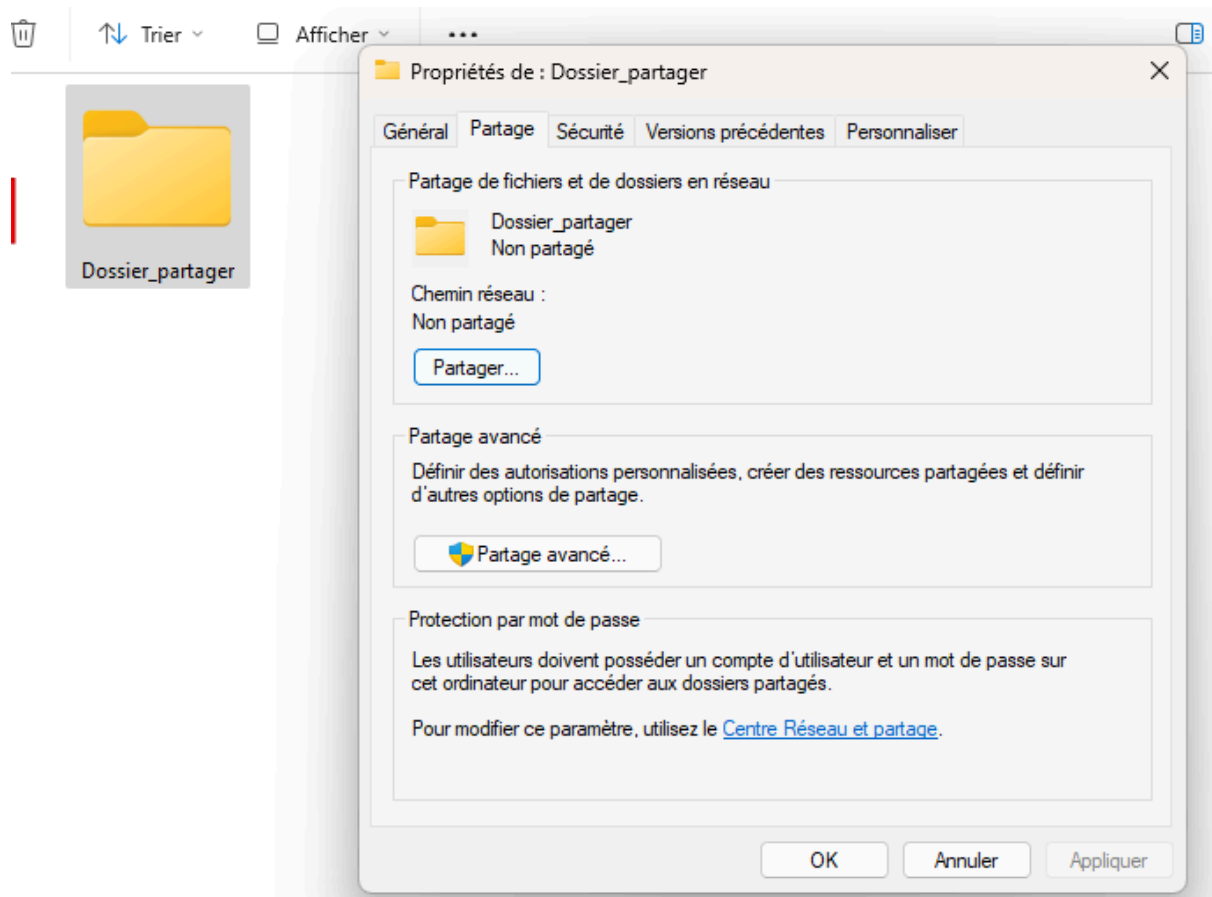 Trier
Afficher
Dossier_partager
Propriétés de : Dossier_partager
Général
Partage
Sécurité
Versions précédentes
Personnaliser
Partage de fichiers et de dossiers en réseau
Dossier_partager
Non partagé
Chemin réseau :
Non partagé
Partager...
Partage avancé
Définir des autorisations personnalisées, créer des ressources partagées et définir
d'autres options de partage.
Partage avancé...
Protection par mot de passe
Les utilisateurs doivent posséder un compte d'utilisateur et un mot de passe sur
cet ordinateur pour accéder aux dossiers partagés.
Pour modifier ce paramètre, utilisez le Centre Réseau et partage.
OK
Annuler
Appliquer